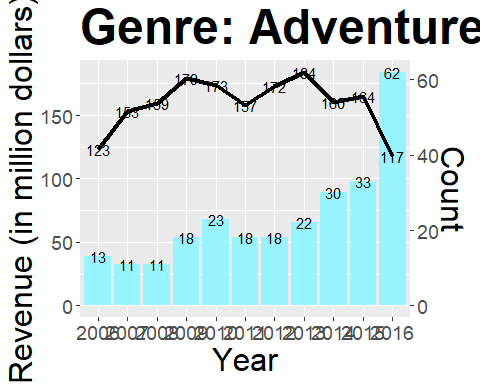 Genre: Adventure
Revenue (in million dollars)
150
100
50
0
123 153 159 179 173 157 172 184 160 164 117
13 11 11 18 23 18 18 22 30 33 62
60
40
20
0
Count
2006 2007 2008 2009 2010 2011 2012 2013 2014 2015 2016
Year